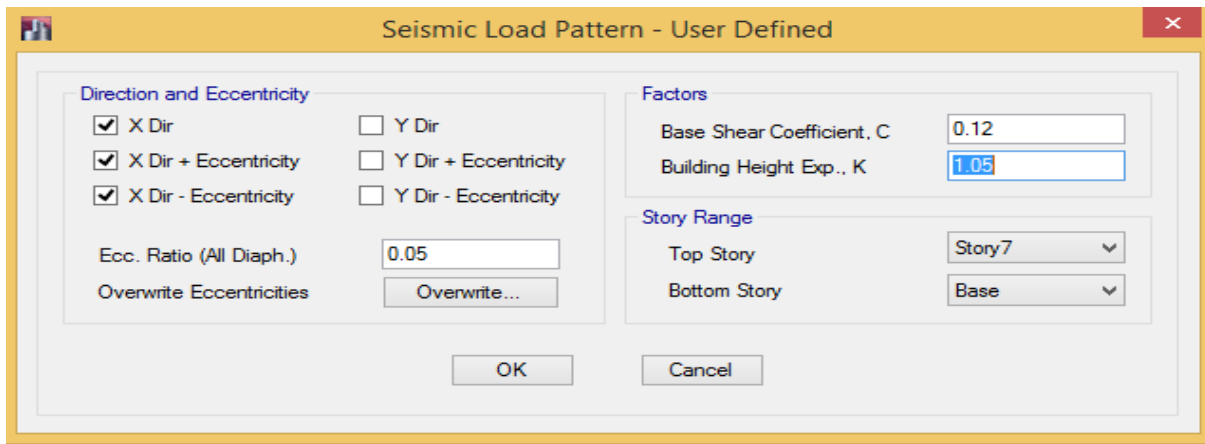 Seismic Load Pattern - User Defined
Direction and Eccentricity
X Dir
Y Dir
X Dir + Eccentricity
Y Dir + Eccentricity
X Dir - Eccentricity
Y Dir - Eccentricity
Ecc. Ratio (All Diaph.)
0.05
Overwrite Eccentricities
Overwrite...
Factors
Base Shear Coefficient, C
0.12
Building Height Exp., K
1.05
Story Range
Top Story
Story7
Bottom Story
Base
OK
Cancel